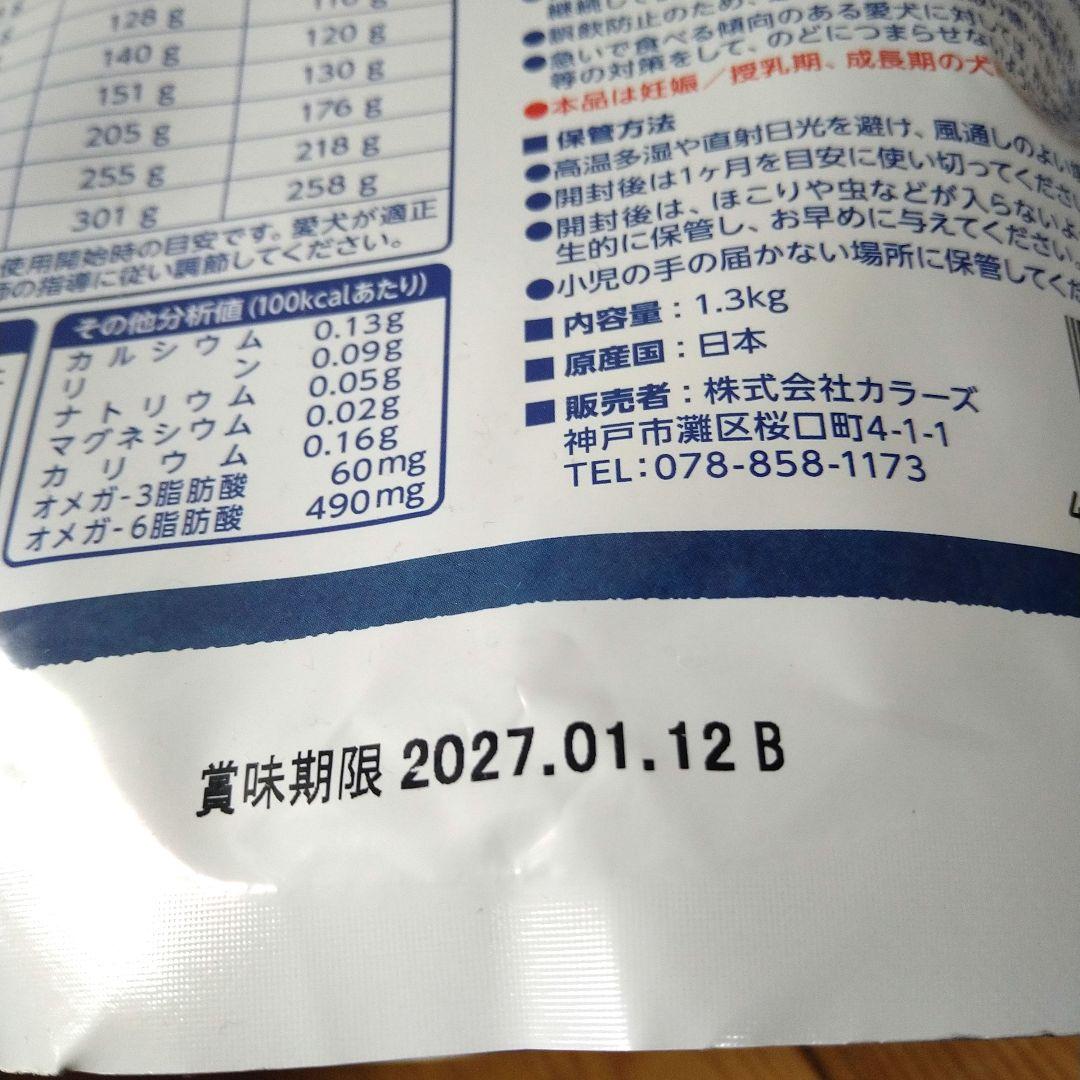 128 g
140 g
120 g
151 g
130 g
205 g
176 g
255 g
218 g
301 g
258 g
使用開始時の目安です。愛犬が適正
の指導に従い調節してください。
その他分析値(100kcalあたり)
カルシウム 0.13g
リン 0.09g
ナトリウム 0.05g
マグネシウム 0.02g
カリウム 0.16g
オメガ-3脂肪酸 60mg
オメガ-6脂肪酸 490mg
●誤飲防止のため、
●急いで食べる傾向のある愛犬に対し
等の対策をして、のどにつまらせない
●本品は妊娠/授乳期、成長期の犬
■ 保管方法
●高温多湿や直射日光を避け、風通しのよい
●開封後は1ヶ月を目安に使い切ってください
●開封後は、ほこりや虫などが入らないよ
生的に保管し、お早めに与えてください。
●小児の手の届かない場所に保管してくだ
■ 内容量:1.3kg
■ 原産国:日本
■ 販売者:株式会社カラーズ
神戸市灘区桜口町4-1-1
TEL:078-858-1173
賞味期限 2027.01.12 B